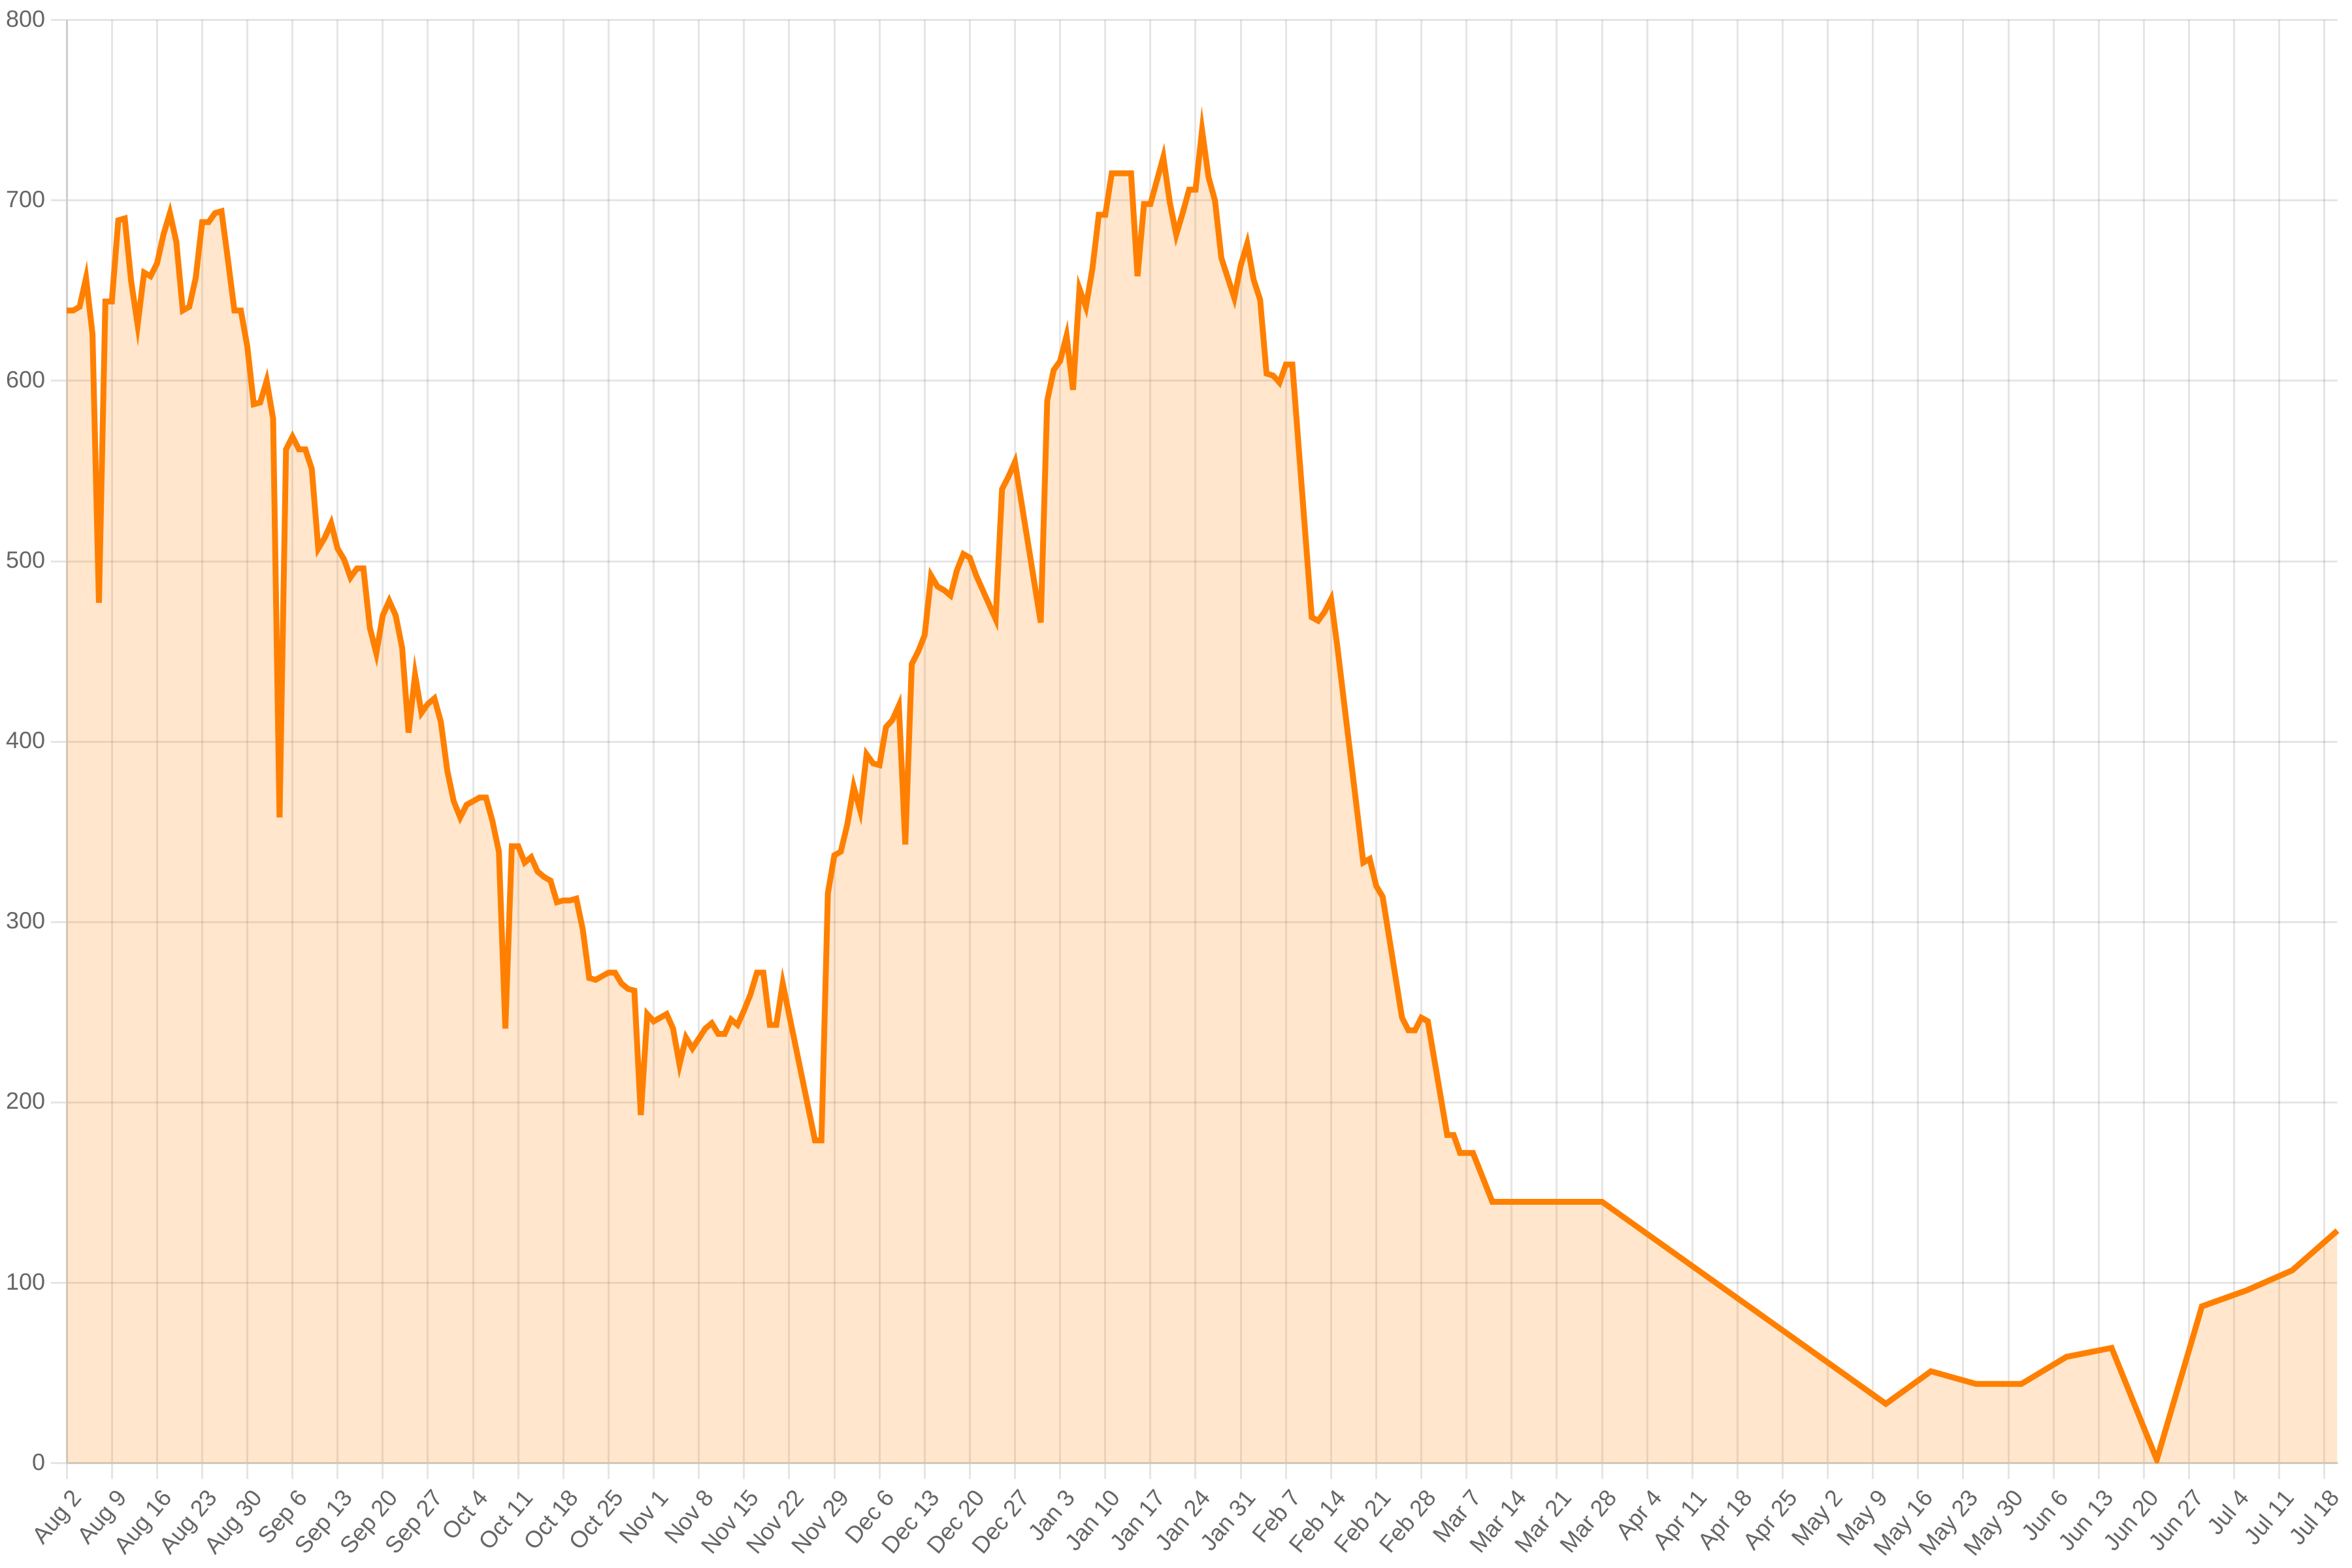 800
700
600
500
400
300
200
100
0
Aug 2
Aug 9
Aug 16
Aug 23
Aug 30
Sep 6
Sep 13
Sep 20
Sep 27
Oct 4
Oct 11
Oct 18
Oct 25
Nov 1
Nov 8
Nov 15
Nov 22
Nov 29
Dec 6
Dec 13
Dec 20
Dec 27
Jan 3
Jan 10
Jan 17
Jan 24
Jan 31
Feb 7
Feb 14
Feb 21
Feb 28
Mar 7
Mar 14
Mar 21
Mar 28
Apr 4
Apr 11
Apr 18
Apr 25
May 2
May 9
May 16
May 23
May 30
Jun 6
Jun 13
Jun 20
Jun 27
Jul 4
Jul 11
Jul 18